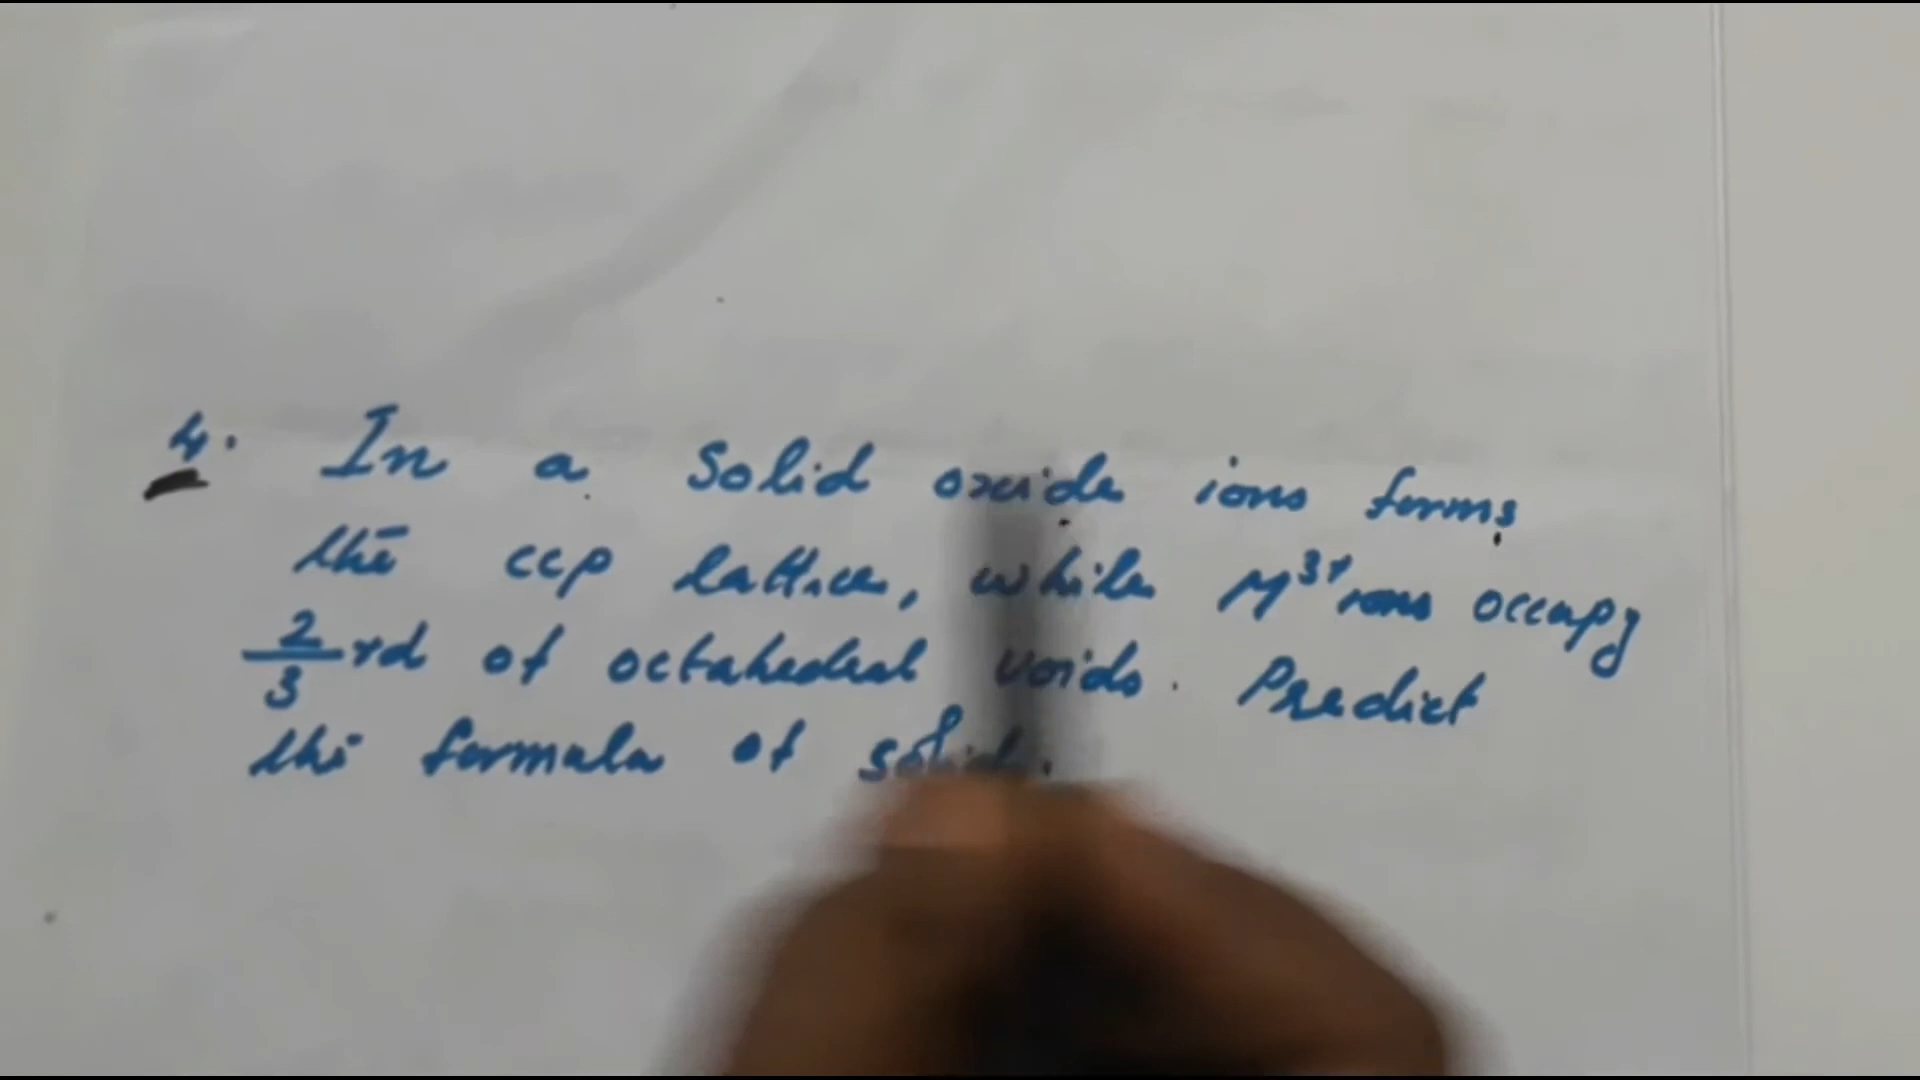 4. In a Solid oxide ions forms
the ccp lattice, while M³⁺ ions occupy
2/3 rd of octahedral voids. Predict
the formula of solid.